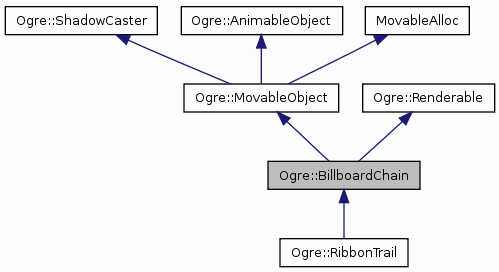 Ogre::ShadowCaster
Ogre::AnimableObject
MovableAlloc
Ogre::MovableObject
Ogre::Renderable
Ogre::BillboardChain
Ogre::RibbonTrail